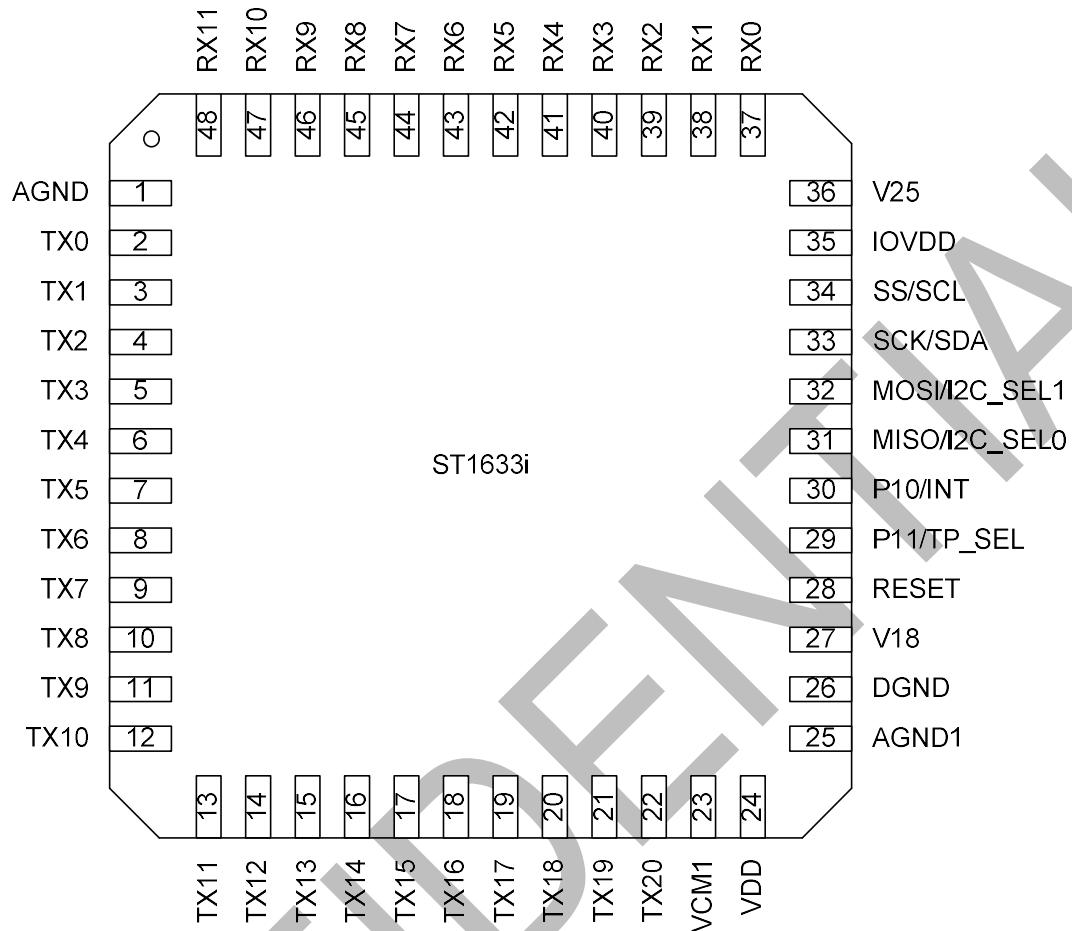 RX11 RX10 RX9 RX8 RX7 RX6 RX5 RX4 RX3 RX2 RX1 RX0
48 47 46 45 44 43 42 41 40 39 38 37
AGND 1 36 V25
TX0 2 35 IOVDD
TX1 3 34 SS/SCL
TX2 4 33 SCK/SDA
TX3 5 32 MOSI/I2C_SEL1
TX4 6 31 MISO/I2C_SEL0
ST1633i
TX5 7 30 P10/INT
TX6 8 29 P11/TP_SEL
TX7 9 28 RESET
TX8 10 27 V18
TX9 11 26 DGND
TX10 12 25 AGND1
13 14 15 16 17 18 19 20 21 22 23 24
TX11 TX12 TX13 TX14 TX15 TX16 TX17 TX18 TX19 TX20 VCM1 VDD